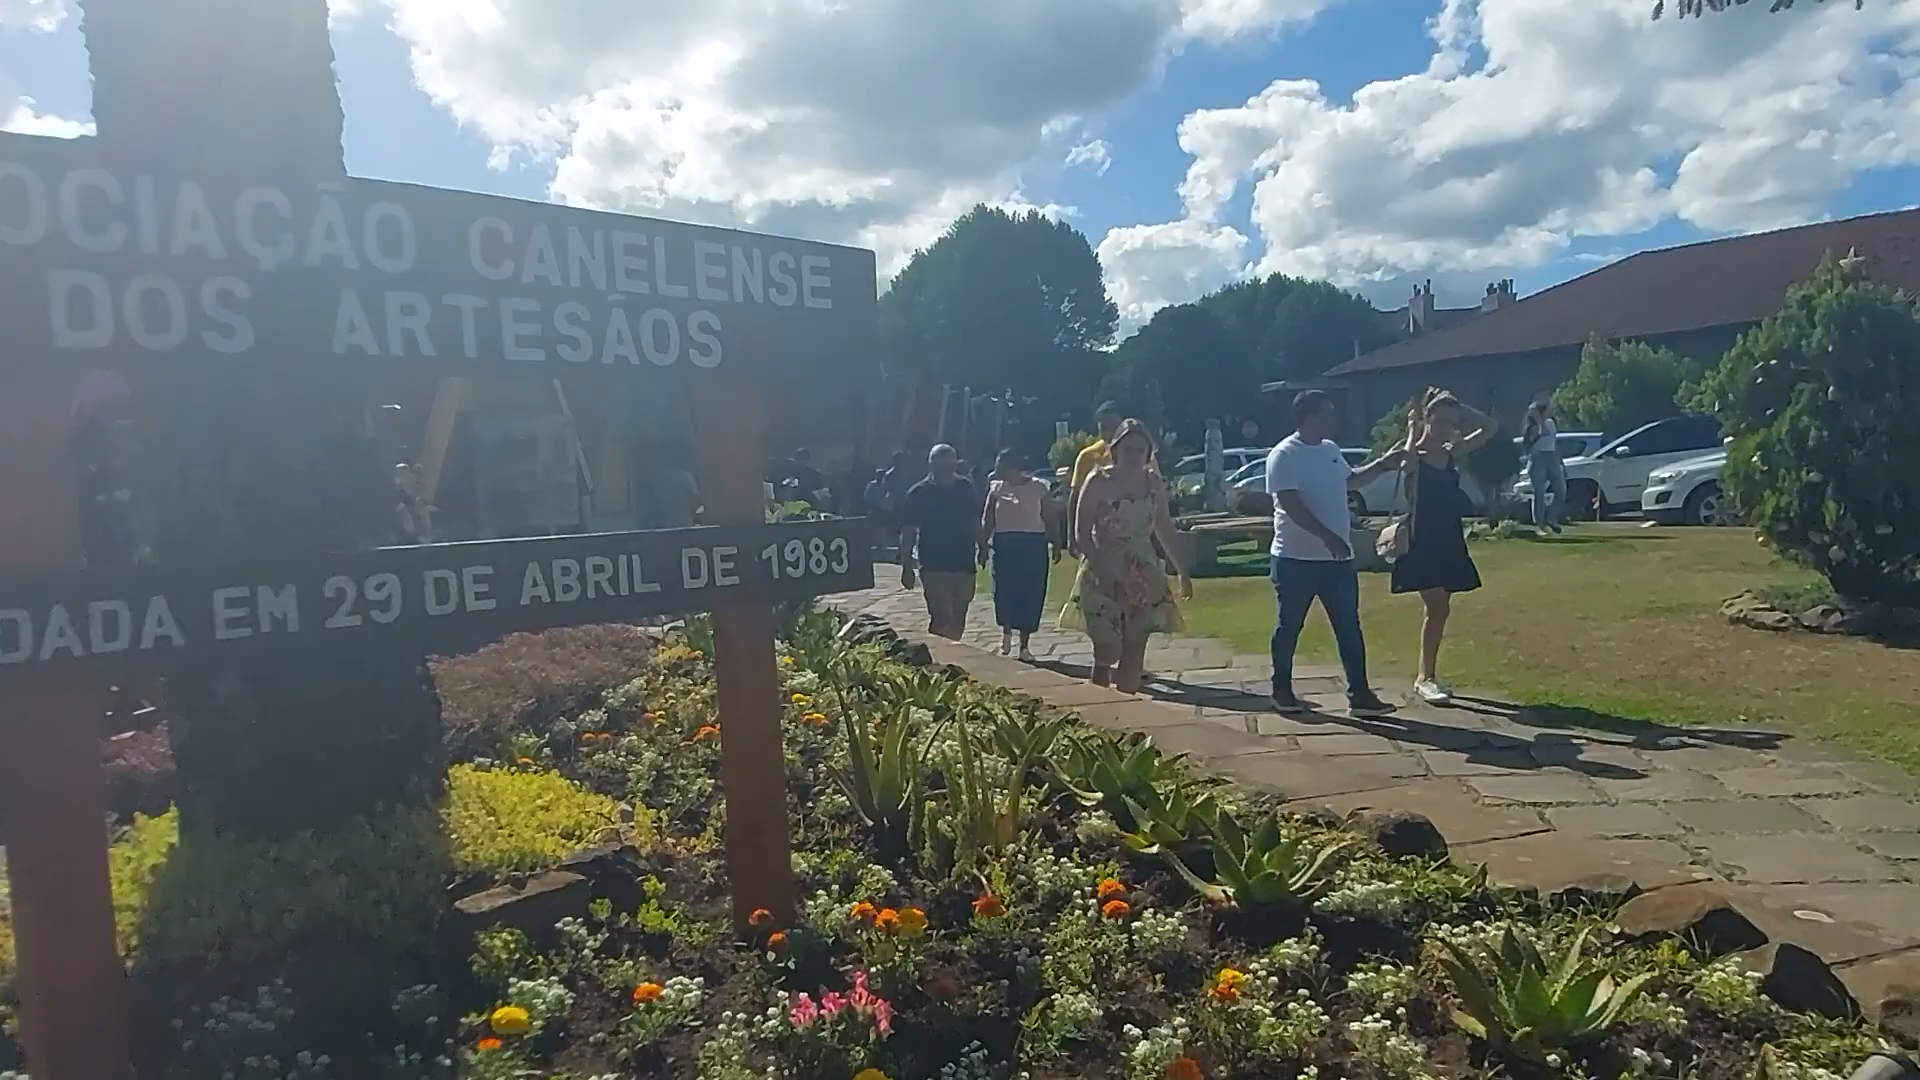 OCIAÇÃO CANELENSE
DOS ARTESÃOS
DADA EM 29 DE ABRIL DE 1983